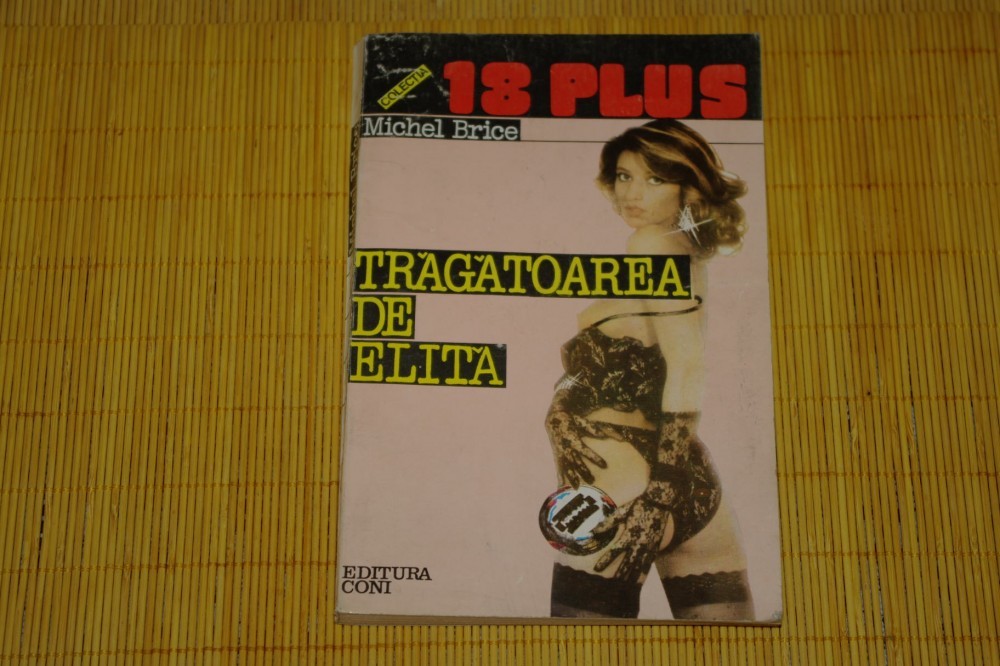 COLECȚIA
18 PLUS
Michel Brice
TRĂGĂTOAREA
DE
ELITĂ
EDITURA
CONI